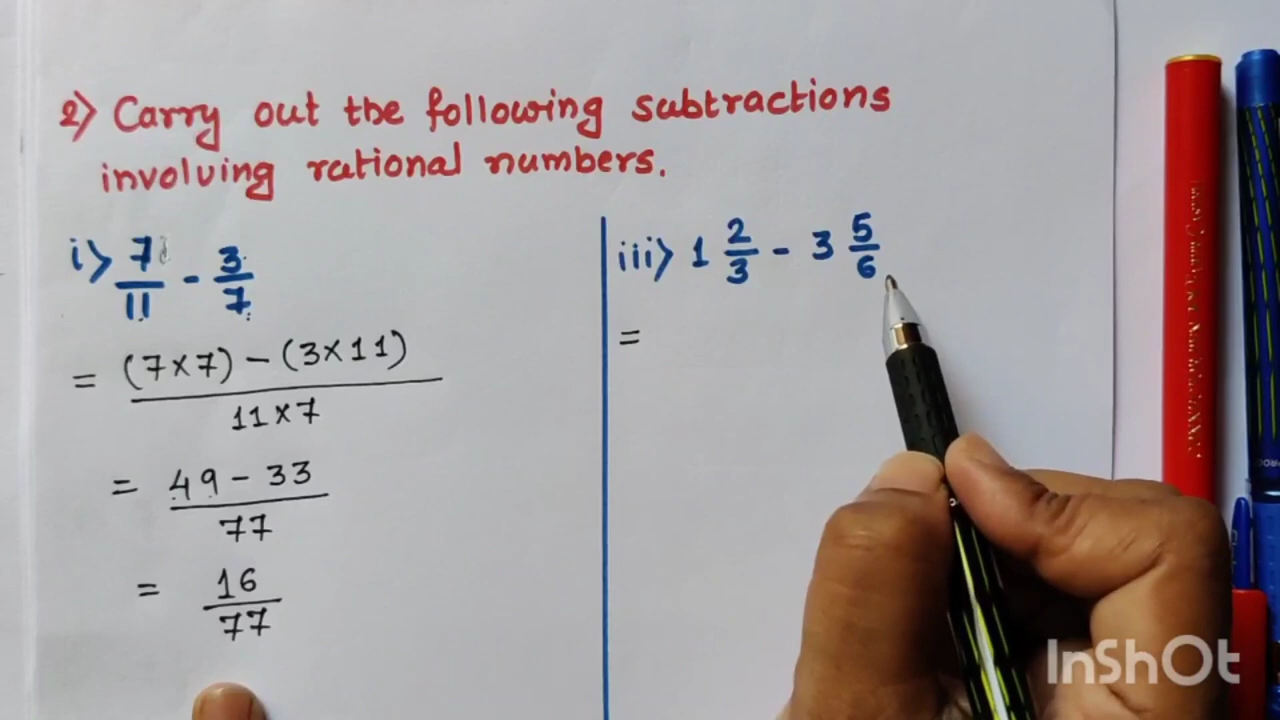 2) Carry out the following subtractions
involving rational numbers.
i) 7/11 - 3/7
= (7×7) - (3×11) / 11×7
= 49 - 33 / 77
= 16/77
iii) 1 2/3 - 3 5/6
=
InShOt